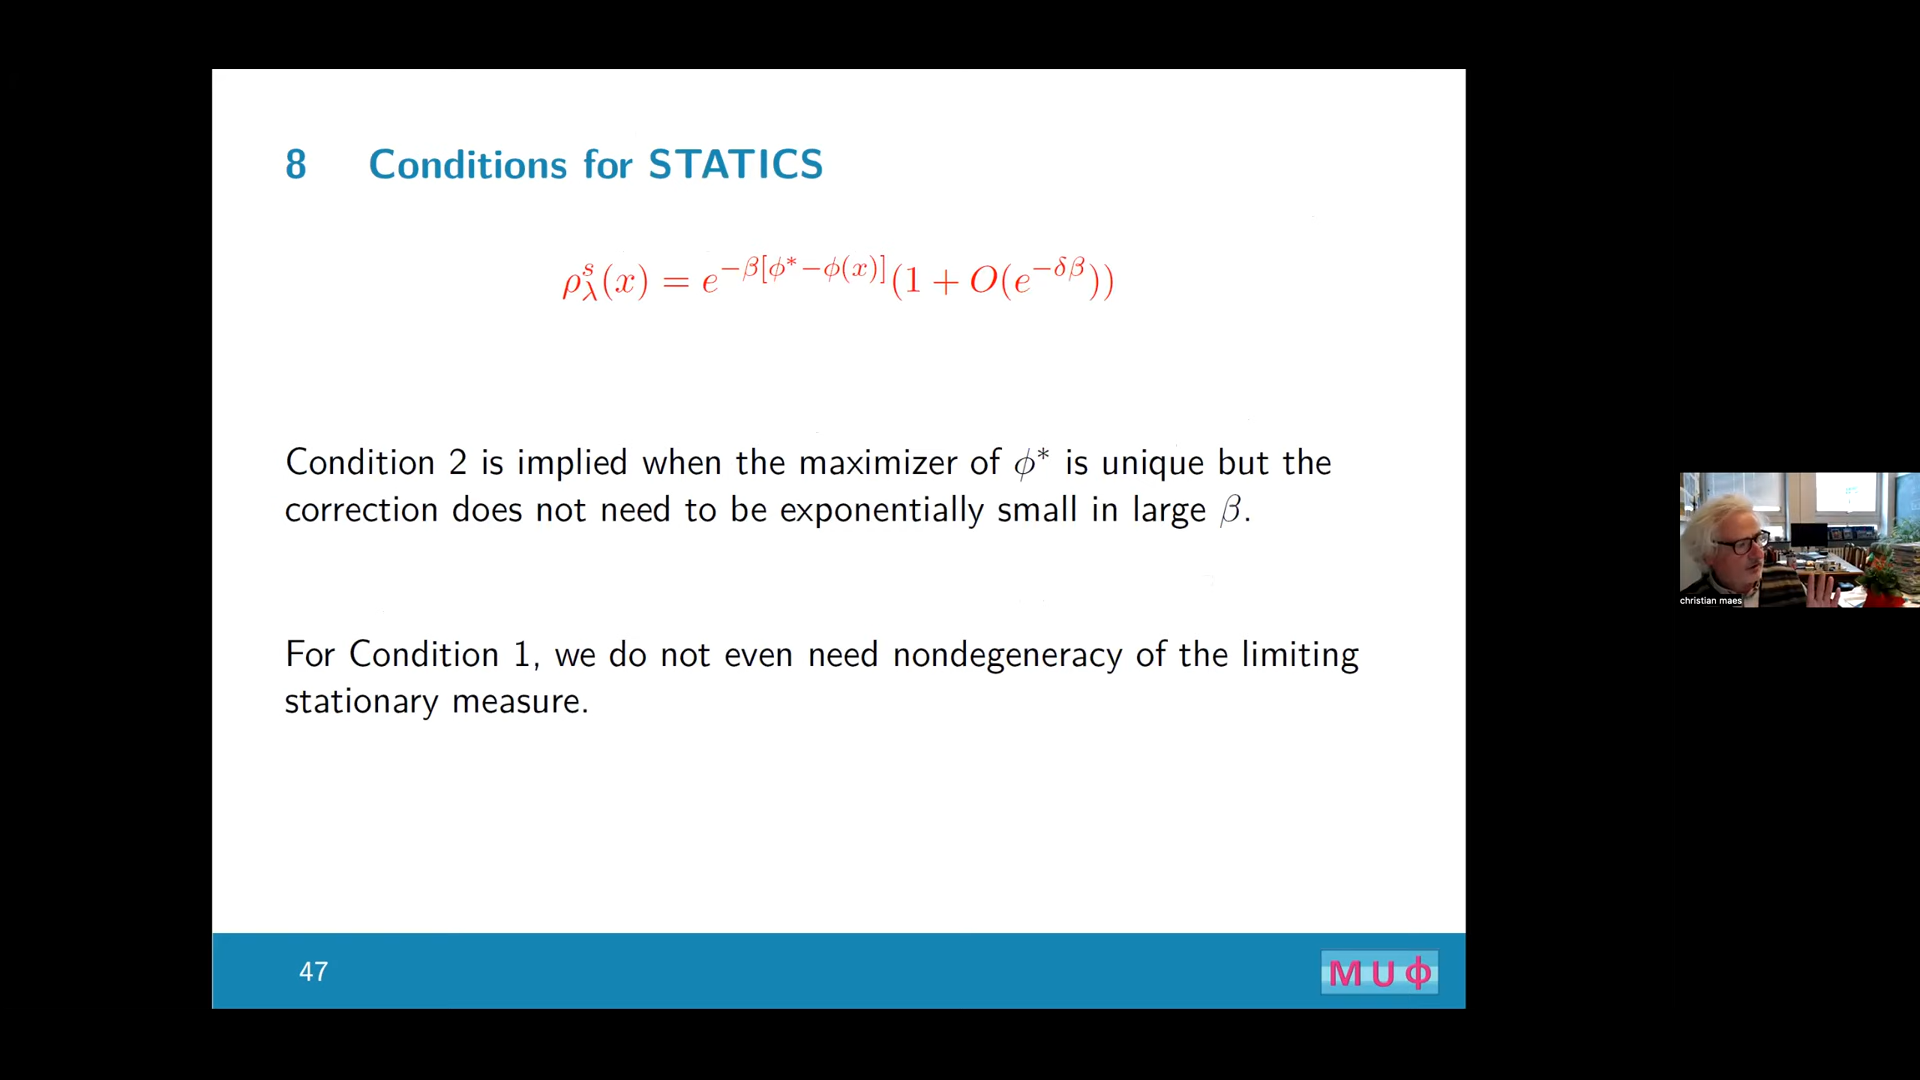 8 Conditions for STATICS
ρ_λ^s(x) = e^{−β[ϕ*−ϕ(x)]}(1 + O(e^{−δβ}))
Condition 2 is implied when the maximizer of ϕ* is unique but the
correction does not need to be exponentially small in large β.
For Condition 1, we do not even need nondegeneracy of the limiting
stationary measure.
47
MUϕ
christian maes